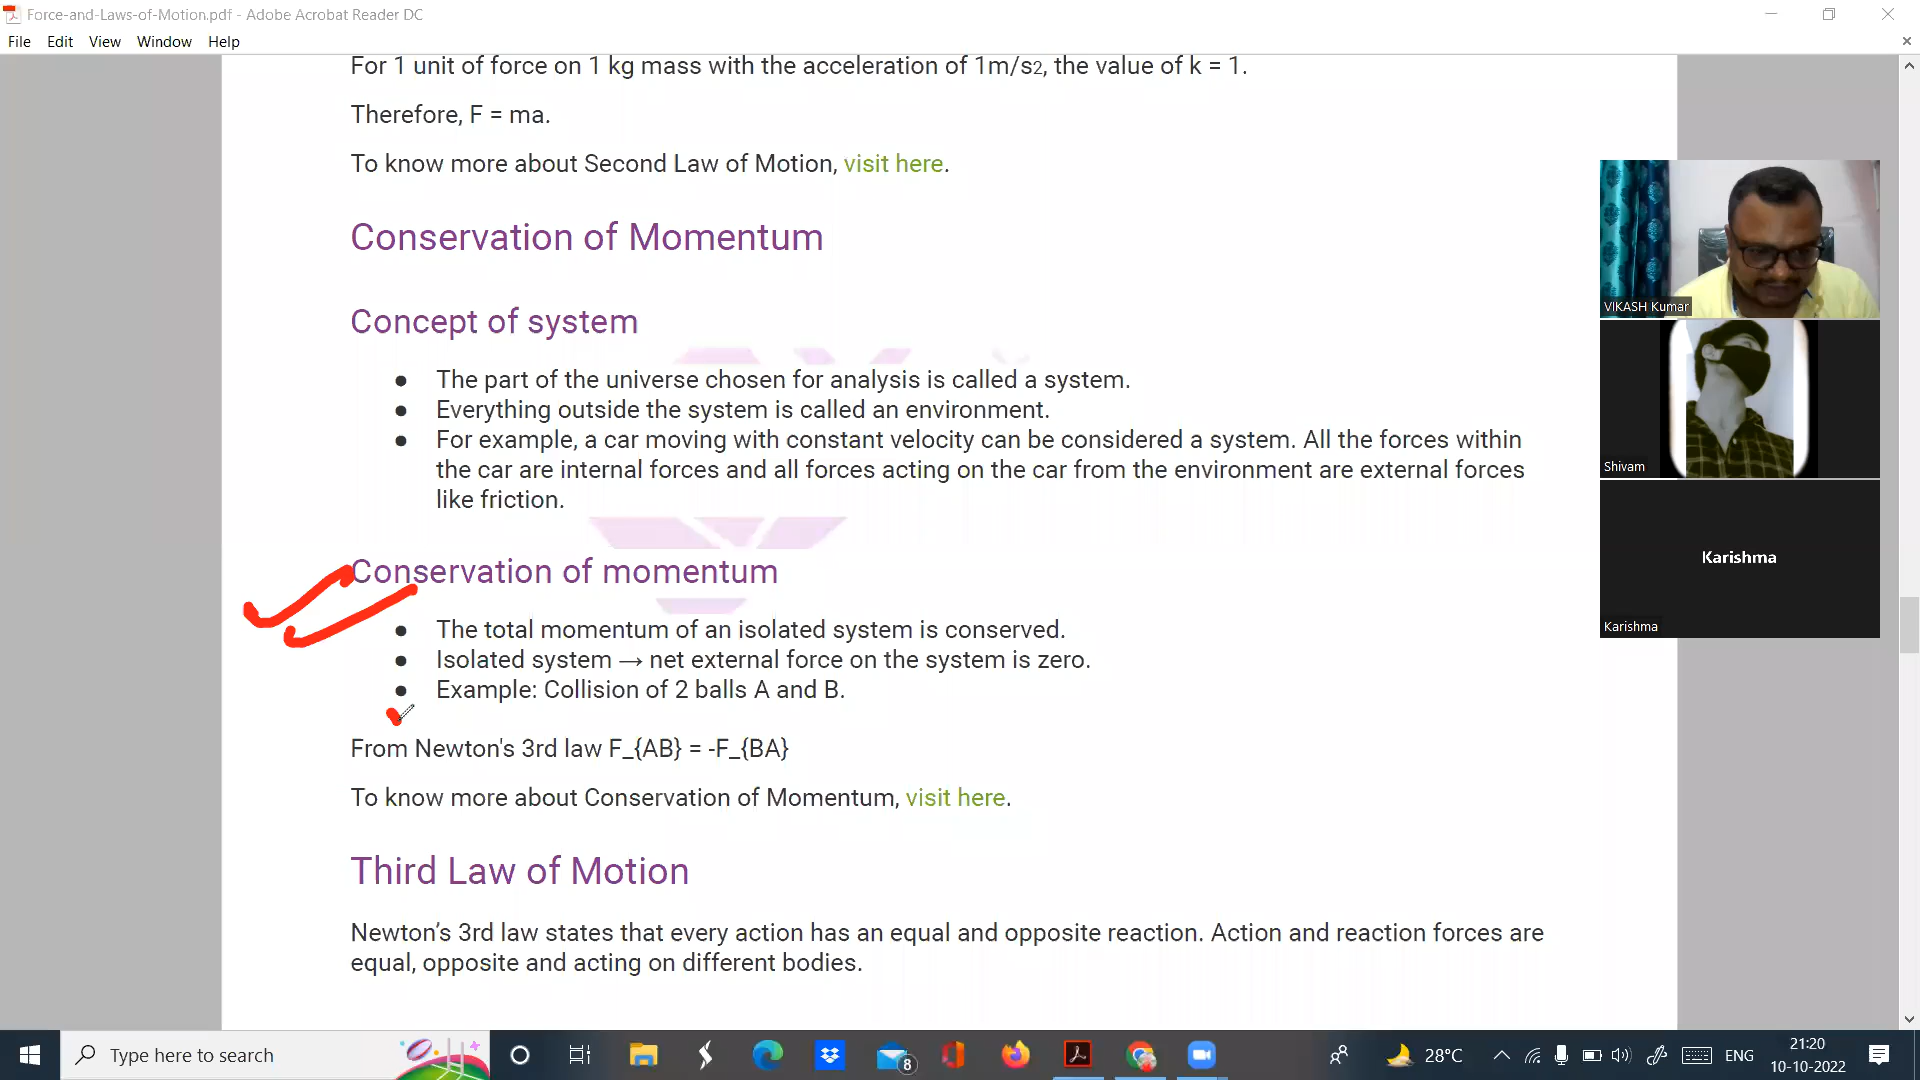 Force-and-Laws-of-Motion.pdf - Adobe Acrobat Reader DC
File Edit View Window Help
For 1 unit of force on 1 kg mass with the acceleration of 1m/s2, the value of k = 1.
Therefore, F = ma.
To know more about Second Law of Motion, visit here.
Conservation of Momentum
Concept of system
● The part of the universe chosen for analysis is called a system.
● Everything outside the system is called an environment.
● For example, a car moving with constant velocity can be considered a system. All the forces within
the car are internal forces and all forces acting on the car from the environment are external forces
like friction.
Conservation of momentum
● The total momentum of an isolated system is conserved.
● Isolated system → net external force on the system is zero.
● Example: Collision of 2 balls A and B.
From Newton's 3rd law F_{AB} = -F_{BA}
To know more about Conservation of Momentum, visit here.
Third Law of Motion
Newton’s 3rd law states that every action has an equal and opposite reaction. Action and reaction forces are
equal, opposite and acting on different bodies.
VIKASH Kumar
Shivam
Karishma
Karishma
Type here to search
8
28°C
ENG
21:20
10-10-2022